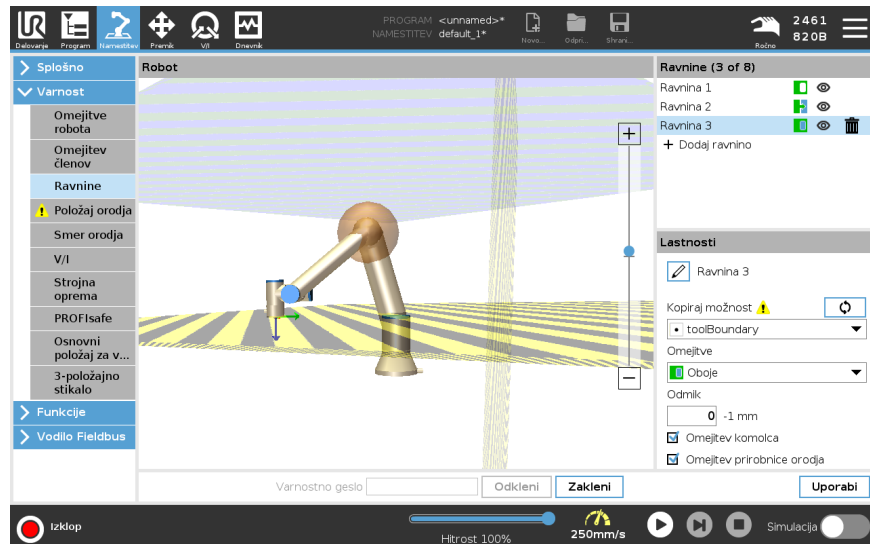 UR
Delovanje
Program
Namestitev
Premik
V/I
Dnevnik
PROGRAM <unnamed>*
NAMESTITEV default_1*
Novo...
Odpri...
Shrani...
Ročno
2461
820B
Splošno
Varnost
Omejitve
robota
Omejitev
členov
Ravnine
Položaj orodja
Smer orodja
V/I
Strojna
oprema
PROFIsafe
Osnovni
položaj za v...
3-položajno
stikalo
Funkcije
Vodilo Fieldbus
Robot
Ravnine (3 of 8)
Ravnina 1
Ravnina 2
Ravnina 3
+ Dodaj ravnino
Lastnosti
Ravnina 3
Kopiraj možnost
toolBoundary
Omejitve
Oboje
Odmik
0 -1 mm
Omejitev komolca
Omejitev prirobnice orodja
Varnostno geslo
Odkleni
Zakleni
Uporabi
Izklop
Hitrost 100%
250mm/s
Simulacija